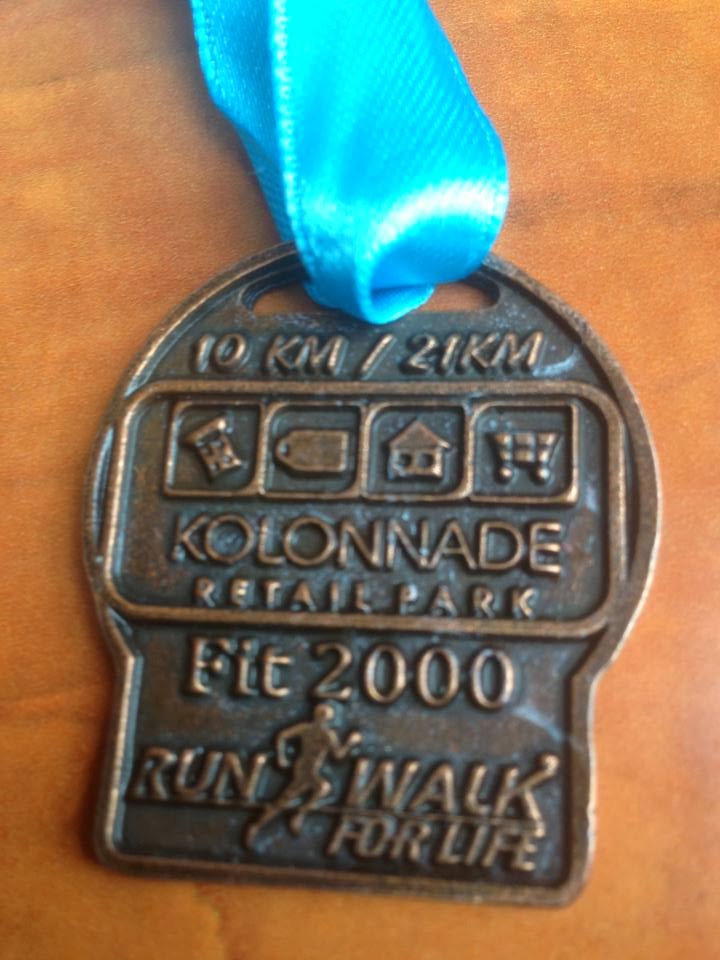 10 KM / 21KM
KOLONNADE
RETAIL PARK
Fit 2000
RUN WALK
FOR LIFE